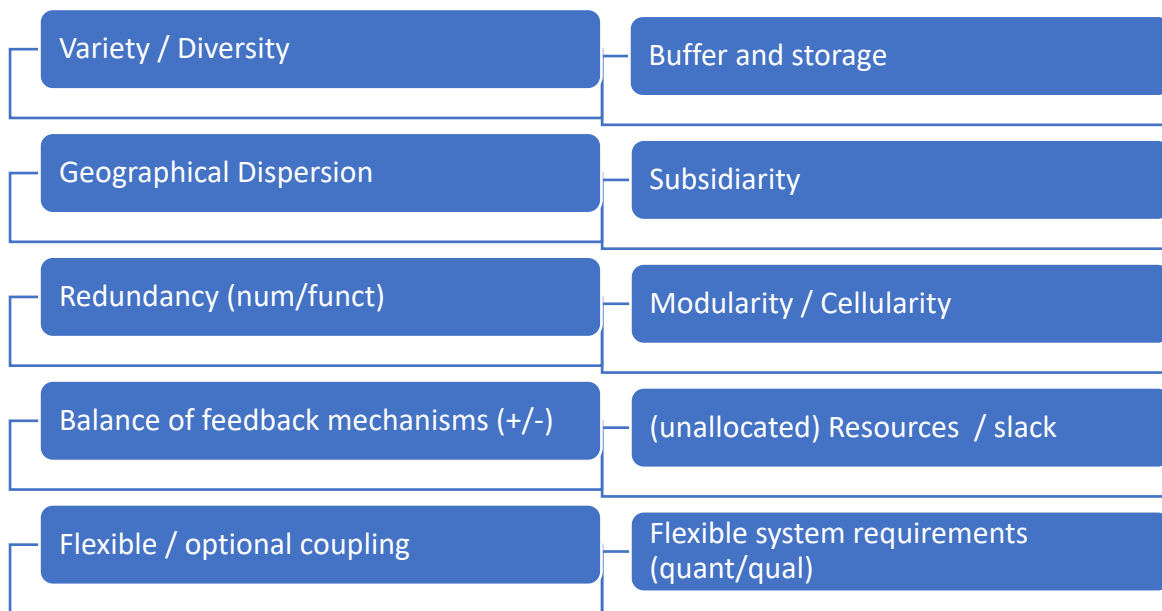 Variety / Diversity
Geographical Dispersion
Redundancy (num/funct)
Balance of feedback mechanisms (+/-)
Flexible / optional coupling
Buffer and storage
Subsidiarity
Modularity / Cellularity
(unallocated) Resources  / slack
Flexible system requirements
(quant/qual)